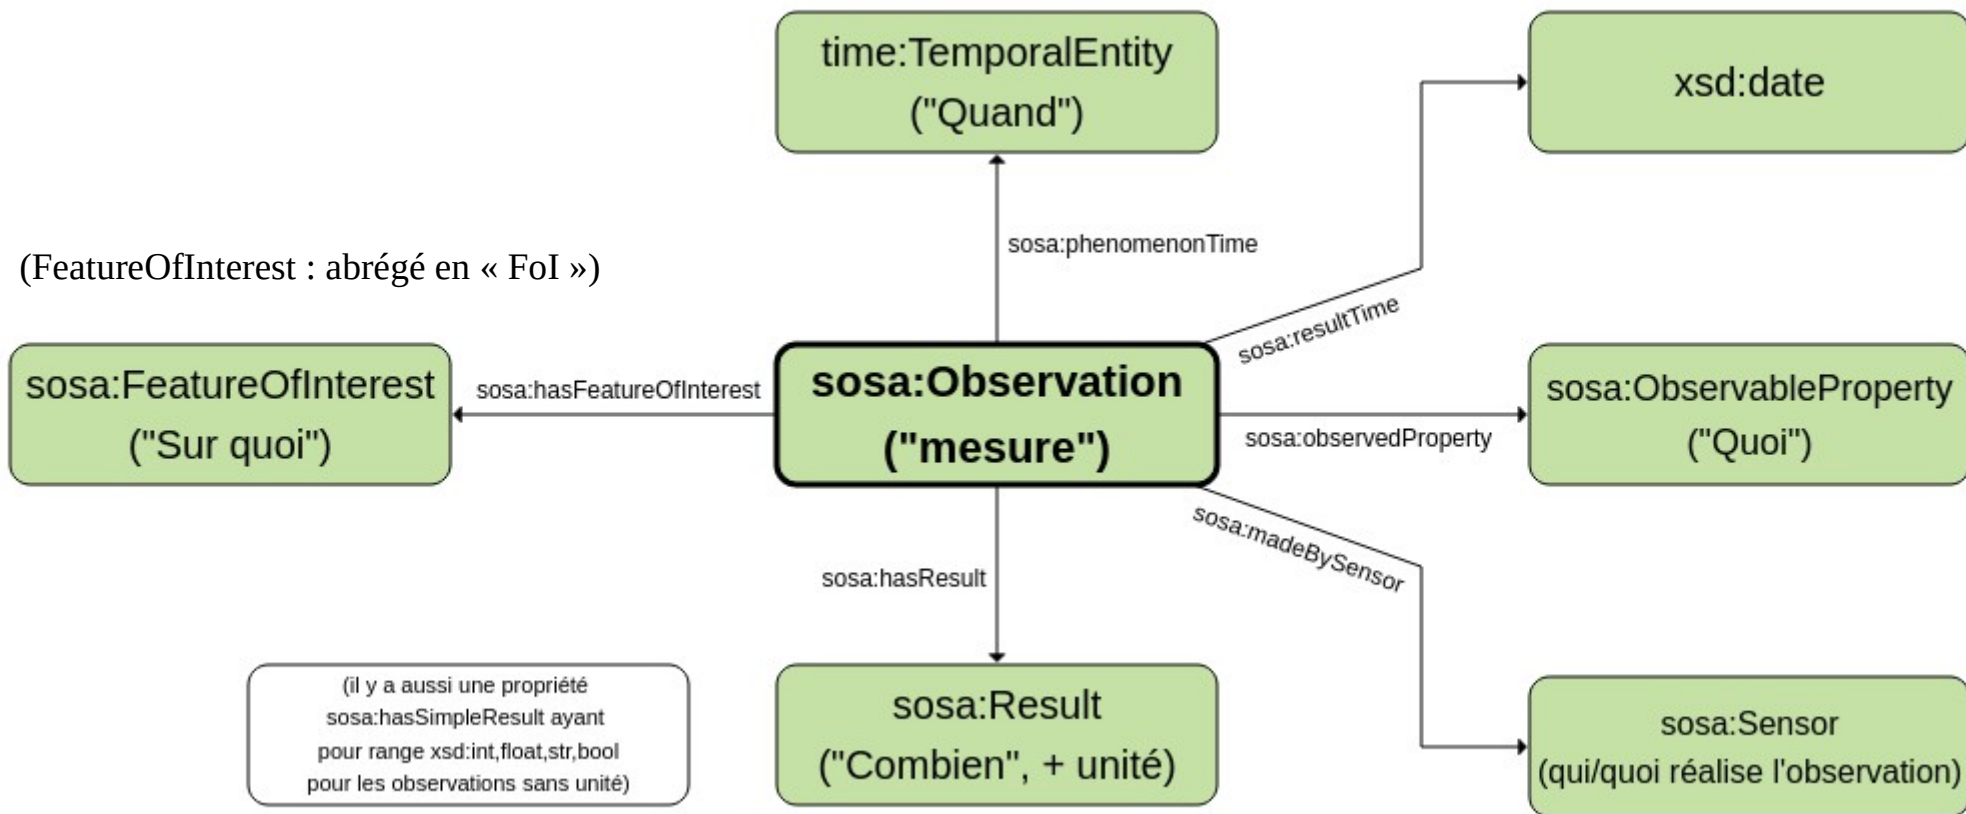 time:TemporalEntity
("Quand")
xsd:date
sosa:phenomenonTime
(FeatureOfInterest : abrégé en « FoI »)
sosa:resultTime
sosa:FeatureOfInterest
("Sur quoi")
sosa:hasFeatureOfInterest
sosa:Observation
("mesure")
sosa:observedProperty
sosa:ObservableProperty
("Quoi")
sosa:madeBySensor
sosa:hasResult
(il y a aussi une propriété
sosa:hasSimpleResult ayant
pour range xsd:int,float,str,bool
pour les observations sans unité)
sosa:Result
("Combien", + unité)
sosa:Sensor
(qui/quoi réalise l'observation)